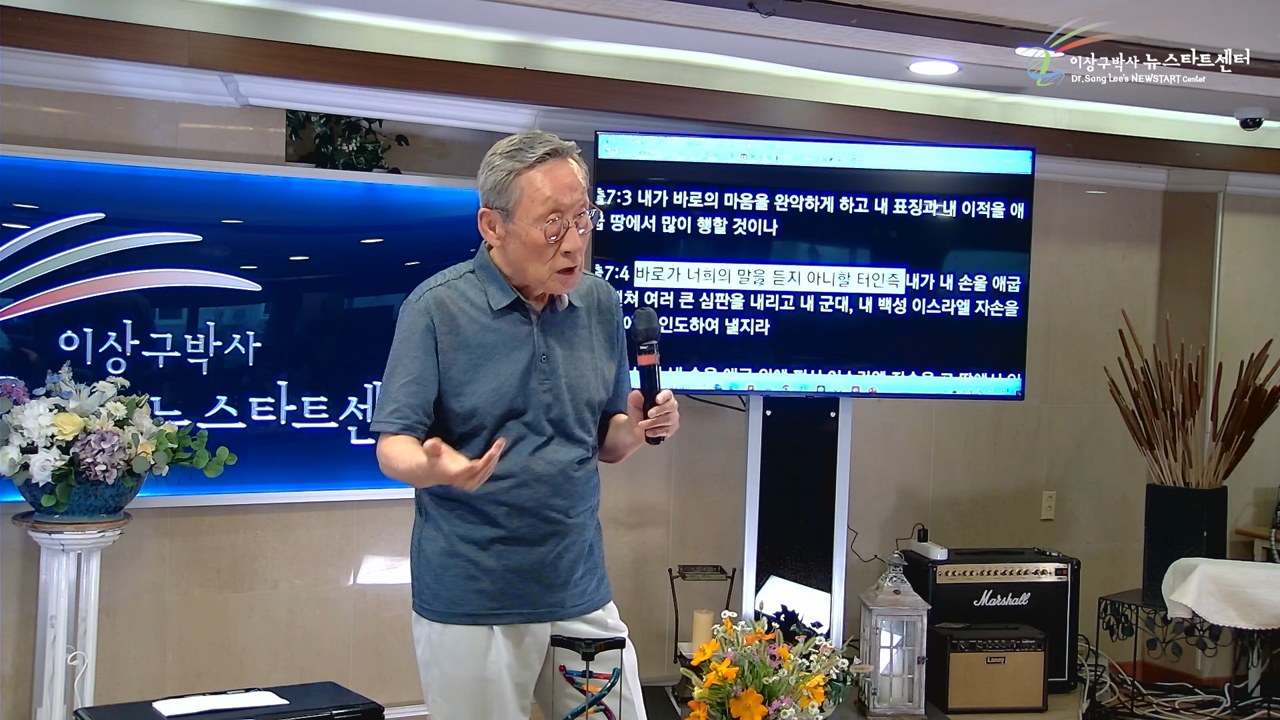 이상구박사 뉴스타트센터
Dr. Sang Lee's NEWSTART Center
출7:3 내가 바로의 마음을 완악하게 하고 내 표징과 내 이적을 애
굽 땅에서 많이 행할 것이나
출7:4 바로가 너희의 말을 듣지 아니할 터인즉 내가 내 손을 애굽
여러 큰 심판을 내리고 내 군대, 내 백성 이스라엘 자손을
인도하여 낼지라
이상구박사
뉴스타트센
Marshall
Laney